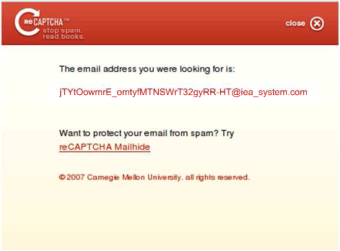 reCAPTCHA™
stop spam.
read books.
close
The email address you were looking for is:
jTYtOowmrE_omtyfMTNSWrT32gyRR-HT@iea_system.com
Want to protect your email from spam? Try
reCAPTCHA Mailhide
©2007 Carnegie Mellon University, all rights reserved.